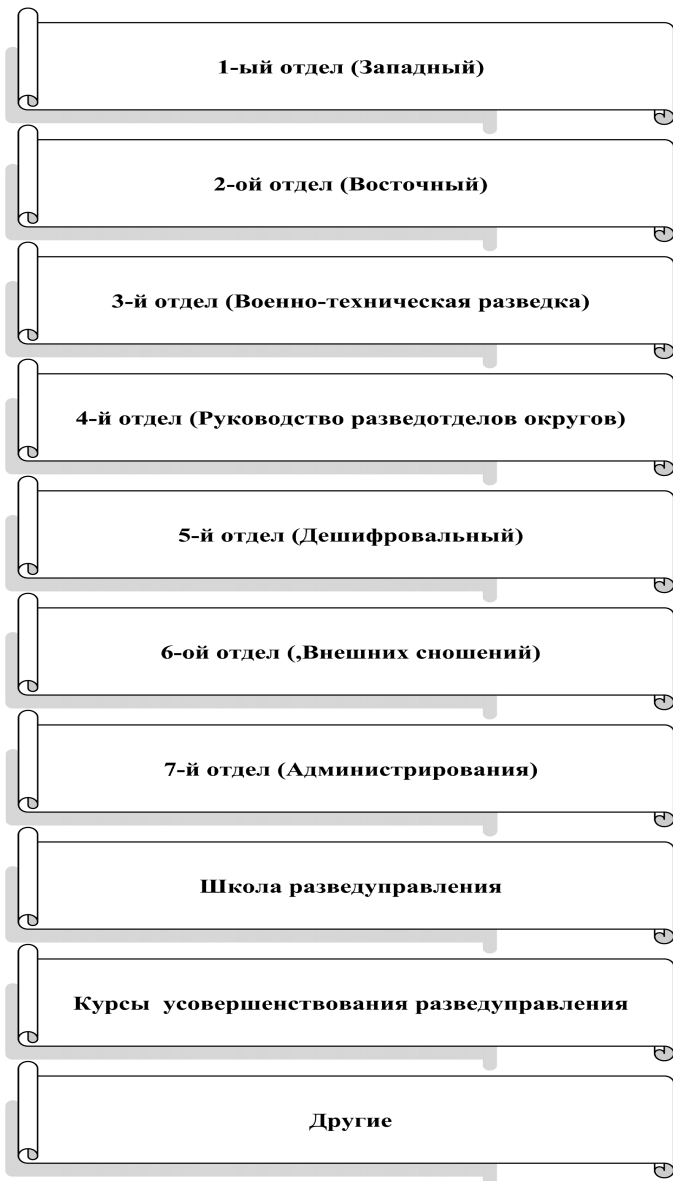 1-ый отдел (Западный)
2-ой отдел (Восточный)
3-й отдел (Военно-техническая разведка)
4-й отдел (Руководство разведотделов округов)
5-й отдел (Дешифровальный)
6-ой отдел (,Внешних сношений)
7-й отдел (Администрирования)
Школа разведуправления
Курсы усовершенствования разведуправления
Другие